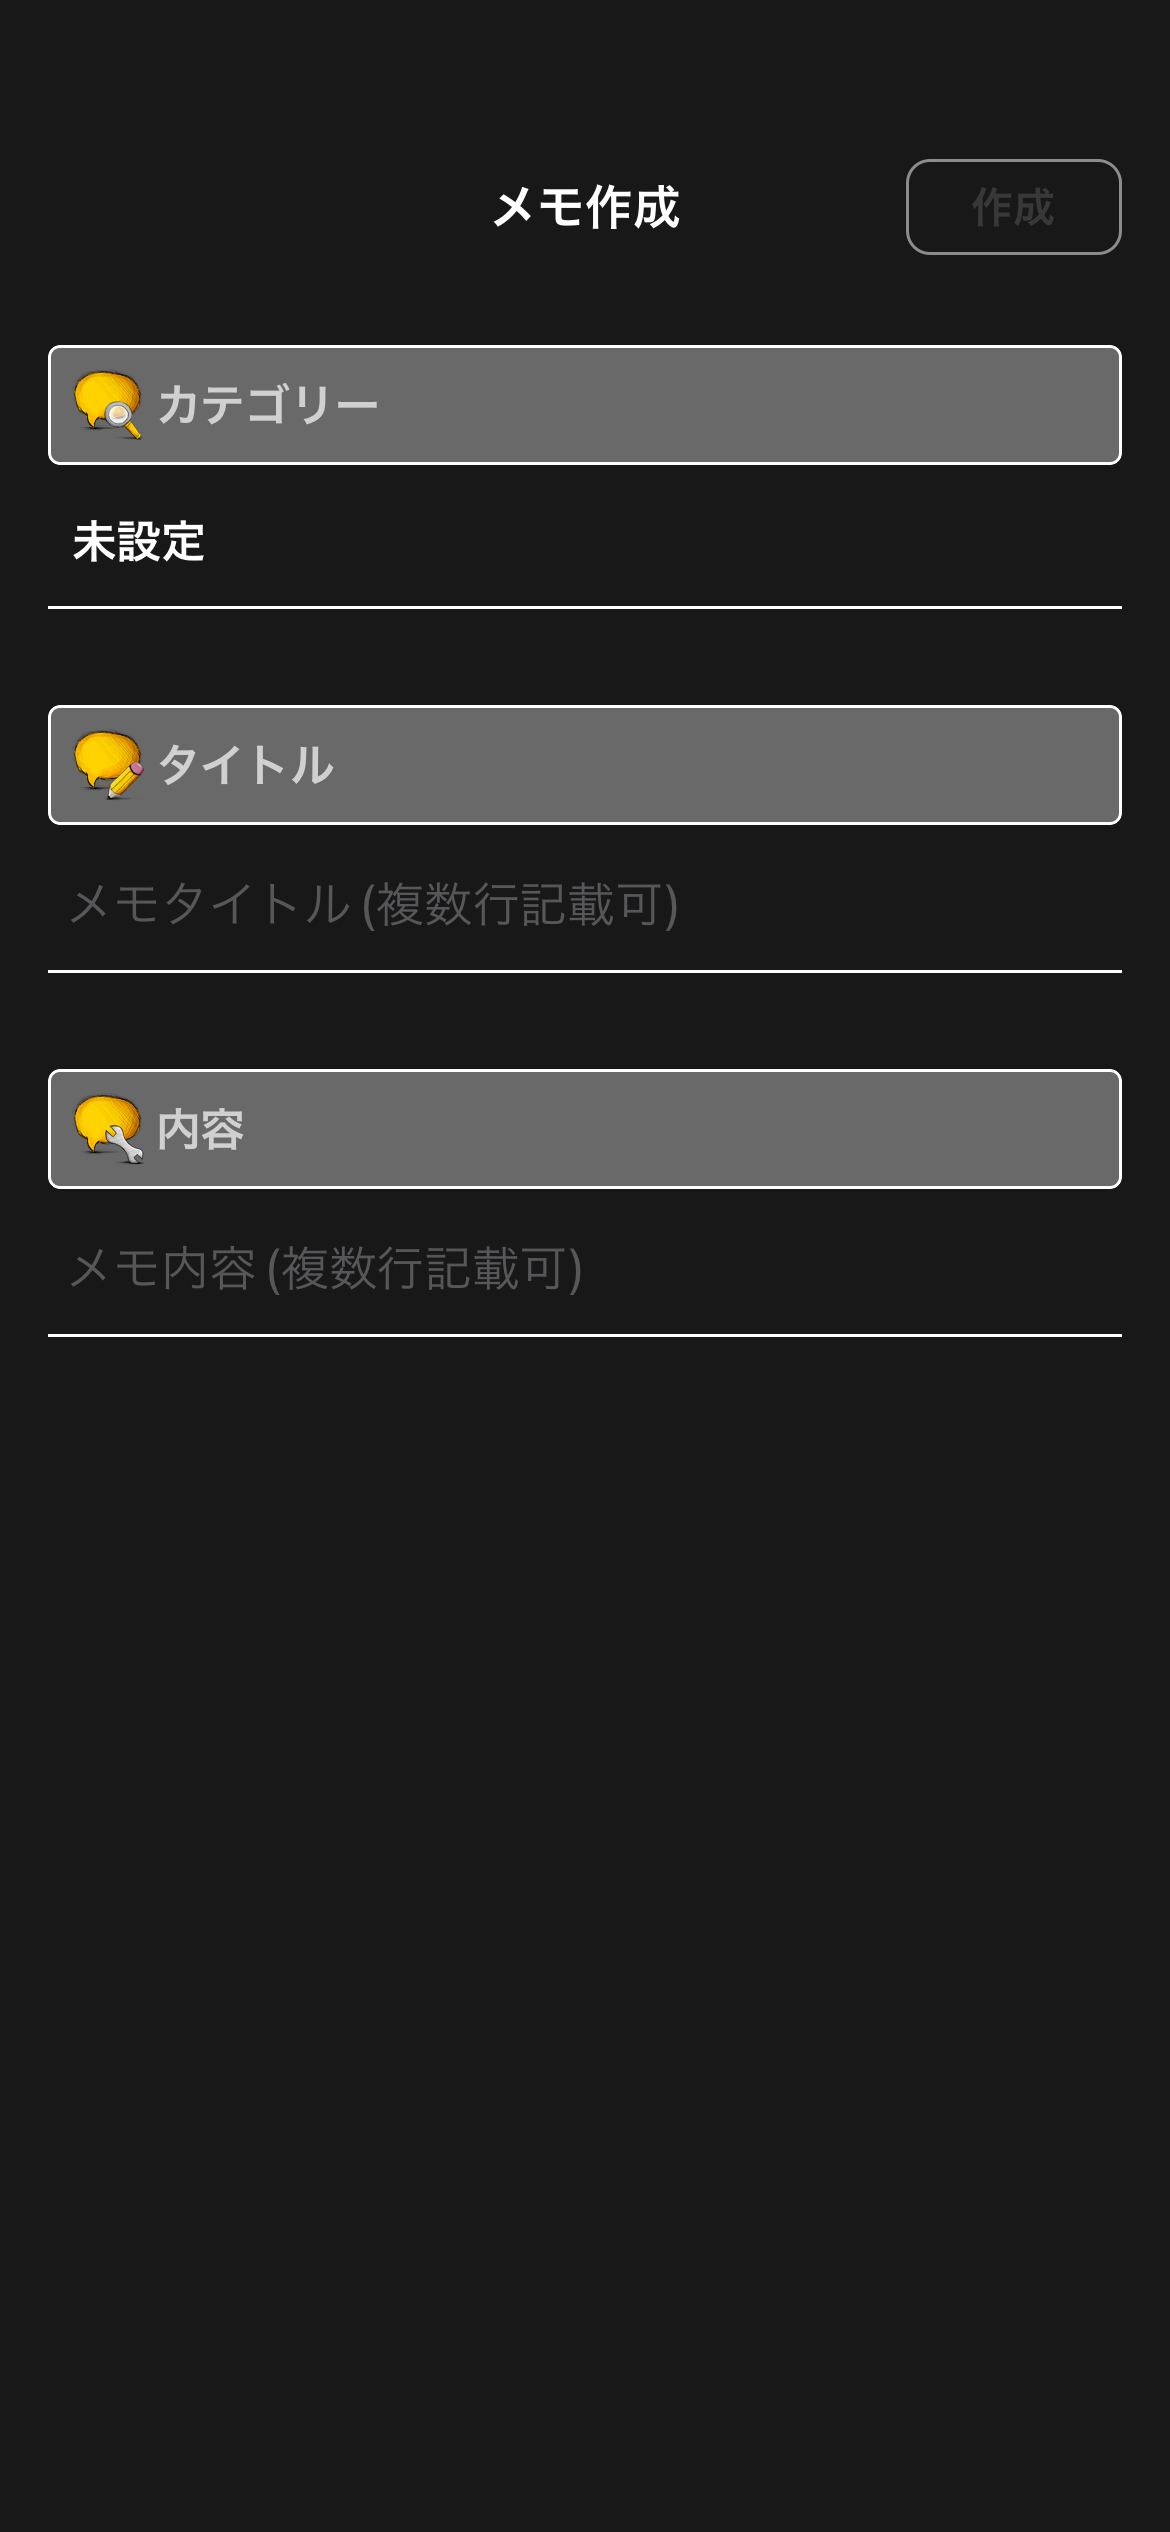 メモ作成
作成
カテゴリー
未設定
タイトル
メモタイトル (複数行記載可)
内容
メモ内容 (複数行記載可)